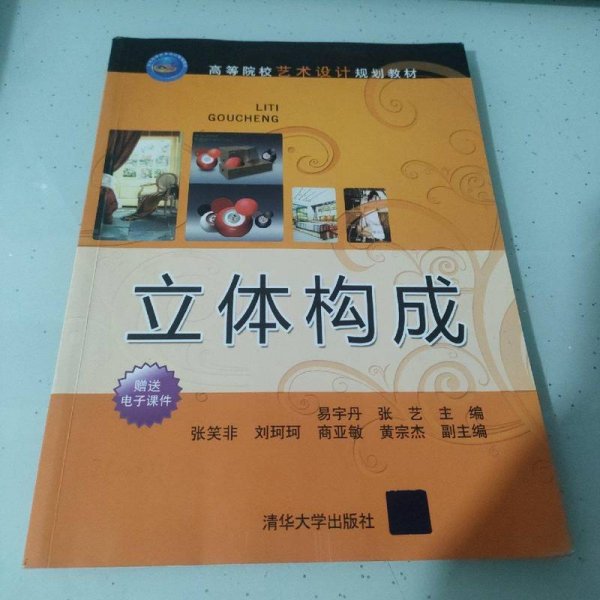 高等院校艺术设计规划教材
LITI
GOUCHENG
立体构成
赠送
电子课件
易宇丹 张艺 主编
张笑非 刘珂珂 商亚敏 黄宗杰 副主编
清华大学出版社